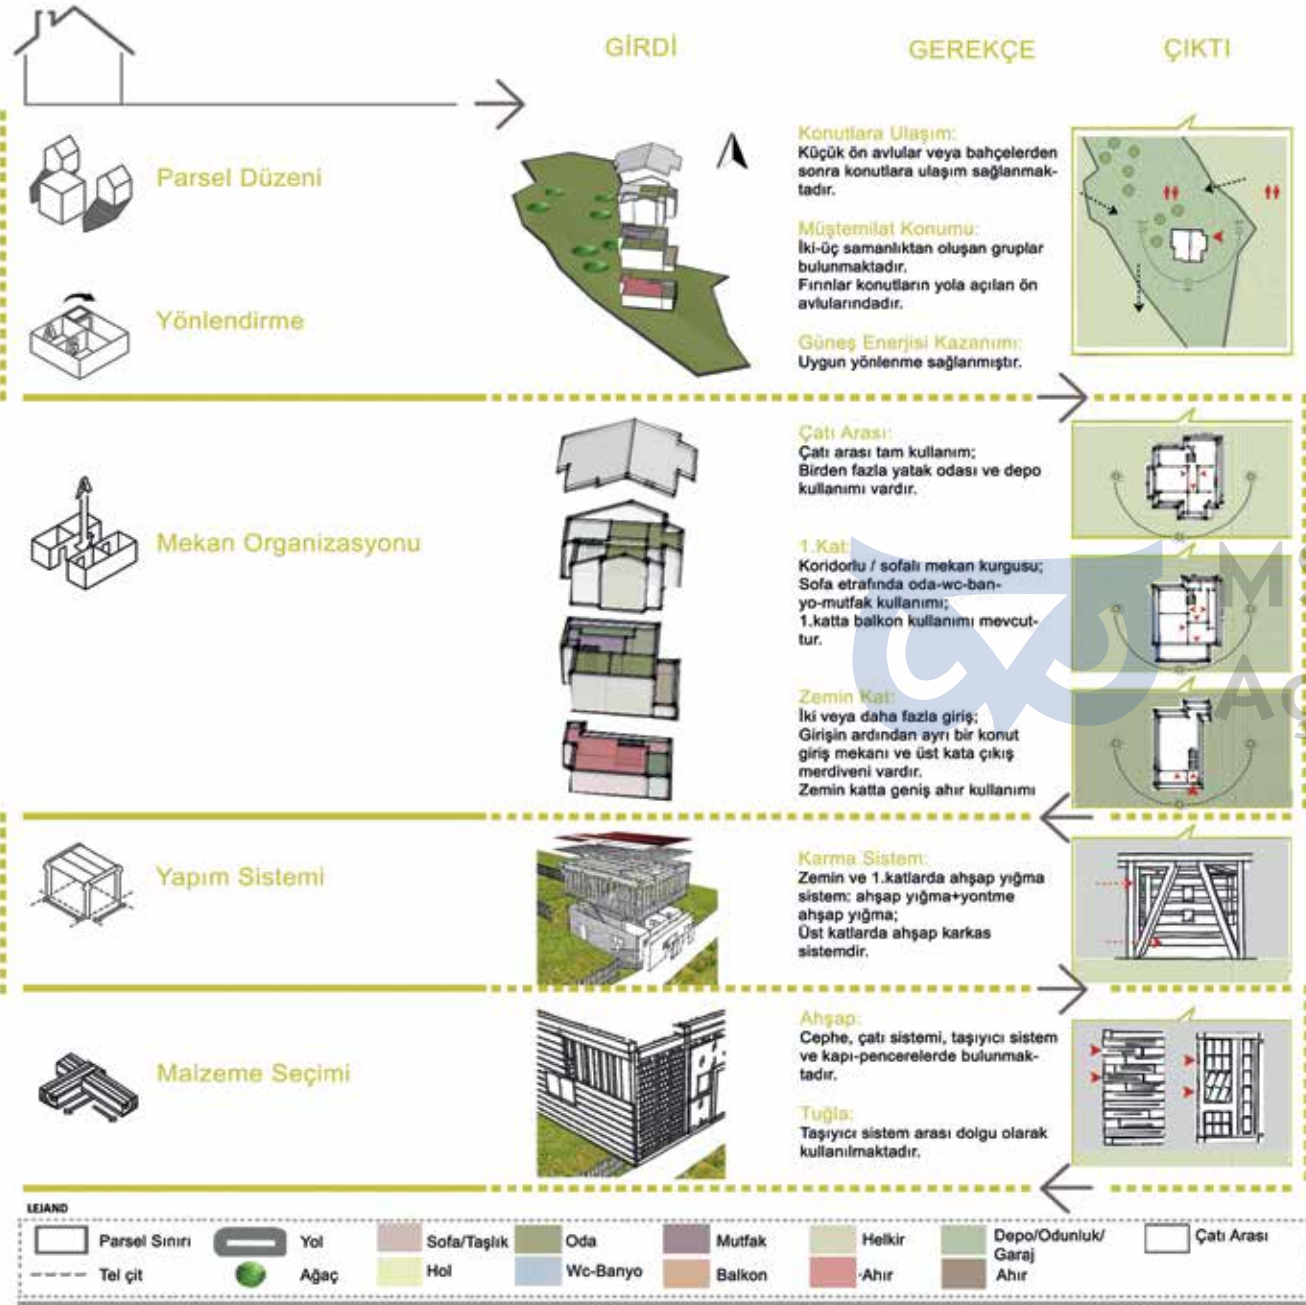 GİRDİ
GEREKÇE
ÇIKTI
Parsel Düzeni
Yönlendirme
Konutlara Ulaşım:
Küçük ön avlular veya bahçelerden
sonra konutlara ulaşım sağlanmak-
tadır.
Müştemilat Konumu:
İki-üç samanlıktan oluşan gruplar
bulunmaktadır.
Fırınlar konutların yola açılan ön
avlularındadır.
Güneş Enerjisi Kazanımı:
Uygun yönlenme sağlanmıştır.
Mekan Organizasyonu
Çatı Arası:
Çatı arası tam kullanım;
Birden fazla yatak odası ve depo
kullanımı vardır.
1.Kat:
Koridorlu / sofalı mekan kurgusu;
Sofa etrafında oda-wc-ban-
yo-mutfak kullanımı;
1.katta balkon kullanımı mevcut-
tur.
Zemin Kat:
İki veya daha fazla giriş;
Girişin ardından ayrı bir konut
giriş mekanı ve üst kata çıkış
merdiveni vardır.
Zemin katta geniş ahır kullanımı
Yapım Sistemi
Karma Sistem:
Zemin ve 1.katlarda ahşap yığma
sistem: ahşap yığma+yontme
ahşap yığma;
Üst katlarda ahşap karkas
sistemdir.
Malzeme Seçimi
Ahşap:
Cephe, çatı sistemi, taşıyıcı sistem
ve kapı-pencerelerde bulunmak-
tadır.
Tuğla:
Taşıyıcı sistem arası dolgu olarak
kullanılmaktadır.
LEJAND
Parsel Sınırı
Yol
Sofa/Taşlık
Oda
Mutfak
Helkir
Depo/Odunluk/
Garaj
Çatı Arası
Tel çit
Ağaç
Hol
Wc-Banyo
Balkon
Ahır
Ahır